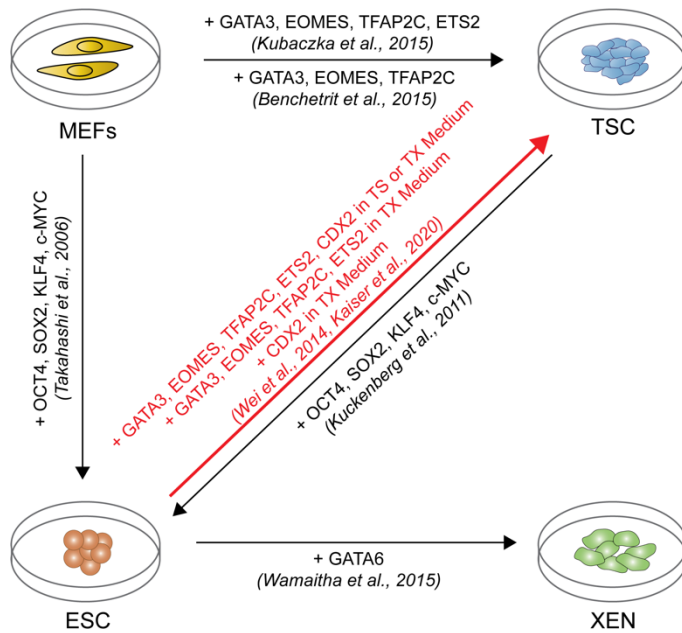 + GATA3, EOMES, TFAP2C, ETS2
(Kubaczka et al., 2015)
+ GATA3, EOMES, TFAP2C
(Benchetrit et al., 2015)
MEFs
TSC
+ OCT4, SOX2, KLF4, c-MYC
(Takahashi et al., 2006)
+ GATA3, EOMES, TFAP2C, ETS2, CDX2 in TS or TX Medium
+ GATA3, EOMES, TFAP2C, ETS2 in TX Medium
+ CDX2 in TX Medium
(Wei et al., 2014, Kaiser et al., 2020)
+ OCT4, SOX2, KLF4, c-MYC
(Kuckenberg et al., 2011)
+ GATA6
(Wamaitha et al., 2015)
ESC
XEN